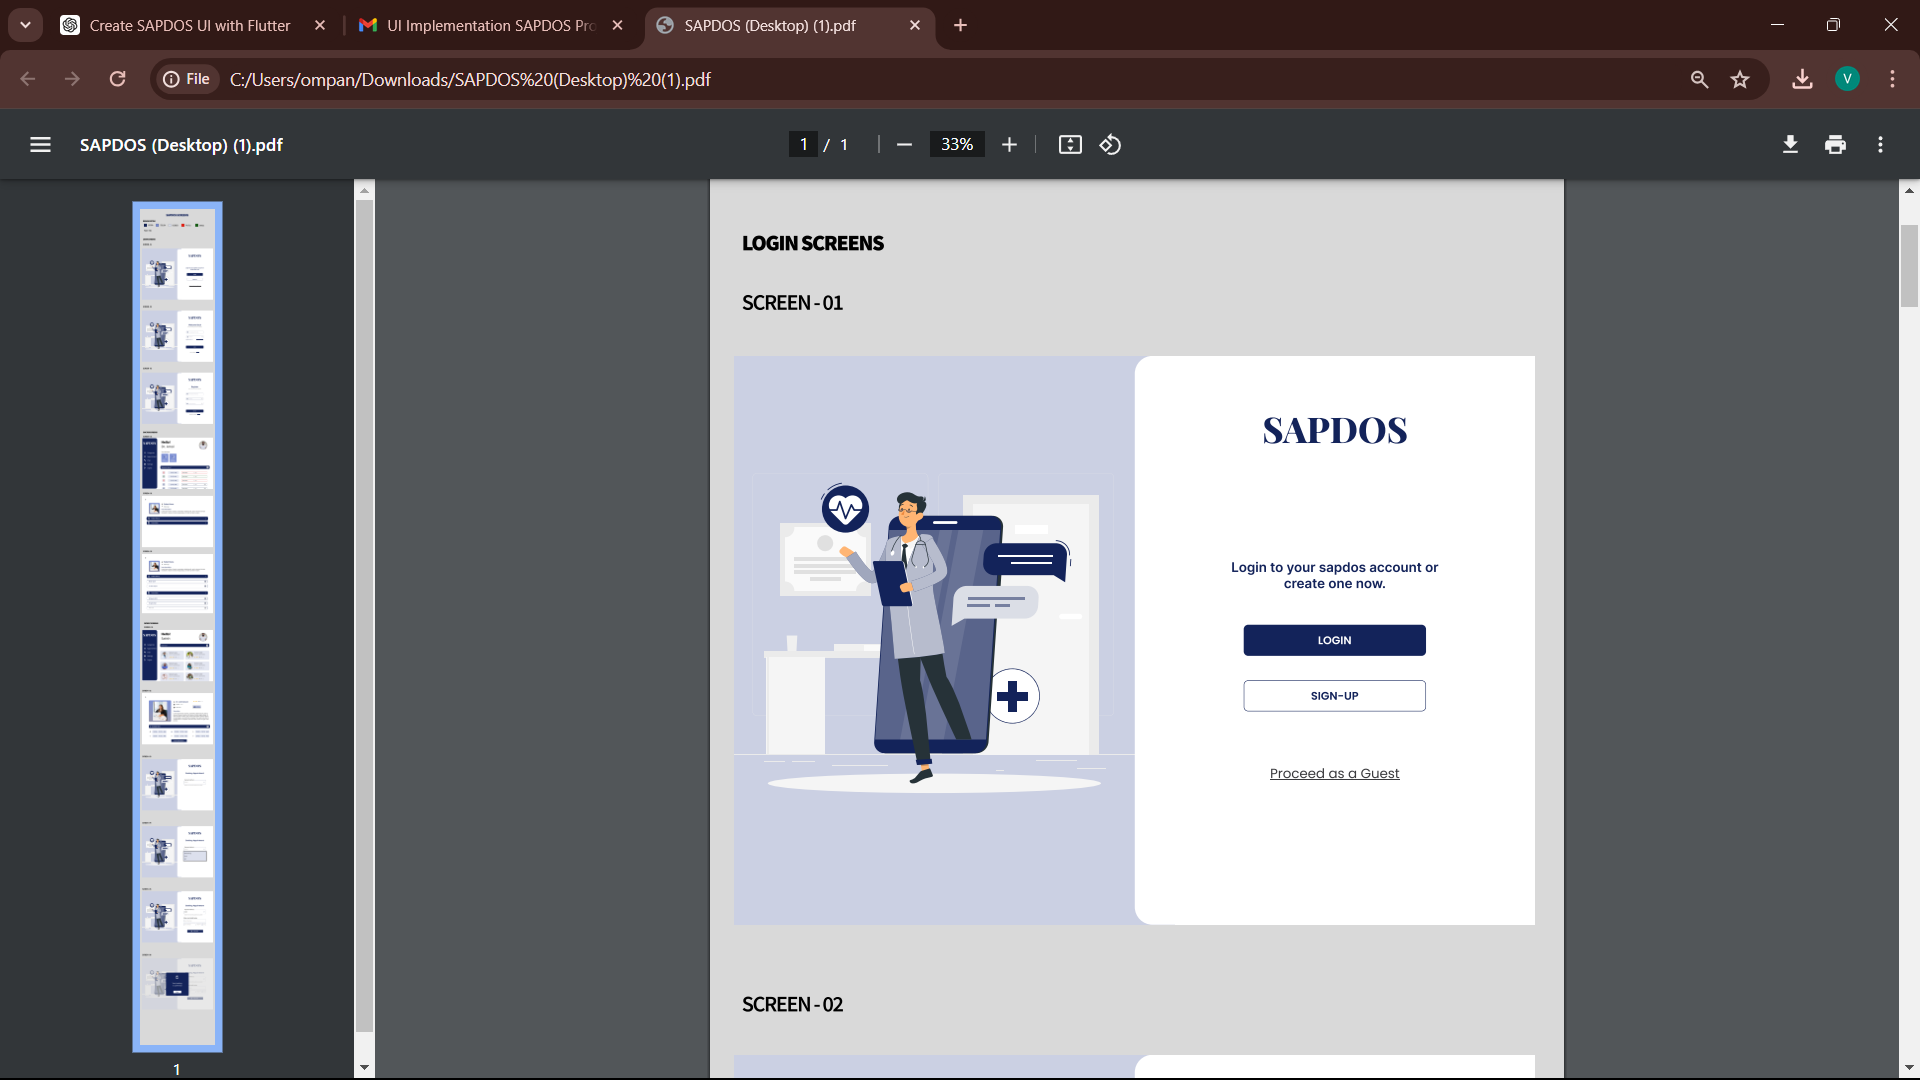 Create SAPDOS UI with Flutter
UI Implementation SAPDOS Pro
SAPDOS (Desktop) (1).pdf
File
C:/Users/ompan/Downloads/SAPDOS%20(Desktop)%20(1).pdf
V
SAPDOS (Desktop) (1).pdf
1 / 1
33%
LOGIN SCREENS
SCREEN - 01
SAPDOS
Login to your sapdos account or
create one now.
LOGIN
SIGN-UP
Proceed as a Guest
SCREEN - 02
1